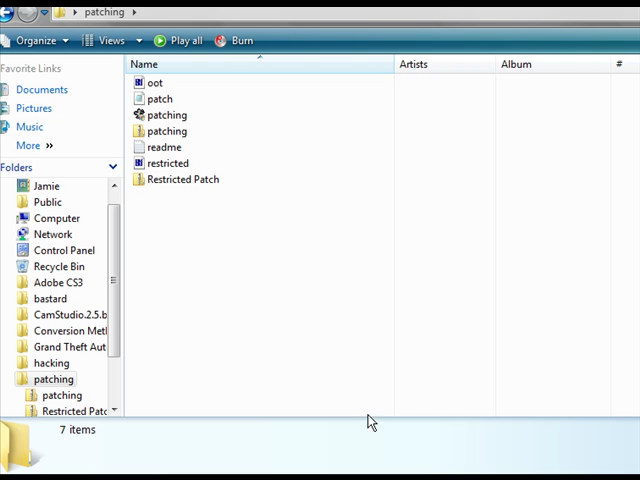 patching
Organize Views Play all Burn
Favorite Links
Documents
Pictures
Music
More »
Folders
Jamie
Public
Computer
Network
Control Panel
Recycle Bin
Adobe CS3
bastard
CamStudio.2.5.b
Conversion Met
Grand Theft Aut
hacking
patching
patching
Restricted Patc
Name Artists Album #
oot
patch
patching
patching
readme
restricted
Restricted Patch
7 items